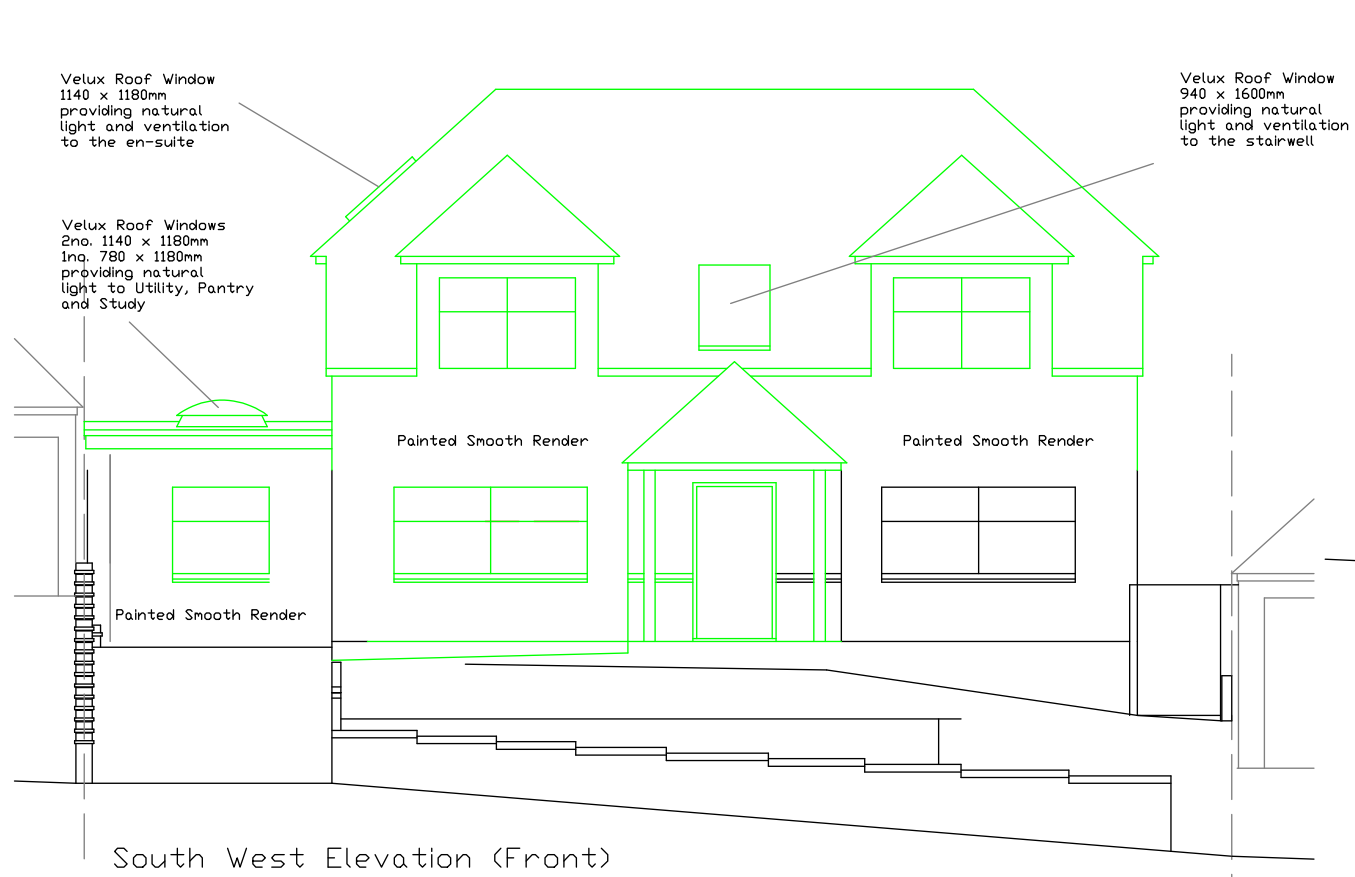 Velux Roof Window
1140 x 1180mm
providing natural
light and ventilation
to the en-suite
Velux Roof Window
940 x 1600mm
providing natural
light and ventilation
to the stairwell
Velux Roof Windows
2no. 1140 x 1180mm
1no. 780 x 1180mm
providing natural
light to Utility, Pantry
and Study
Painted Smooth Render
Painted Smooth Render
Painted Smooth Render
South West Elevation (Front)